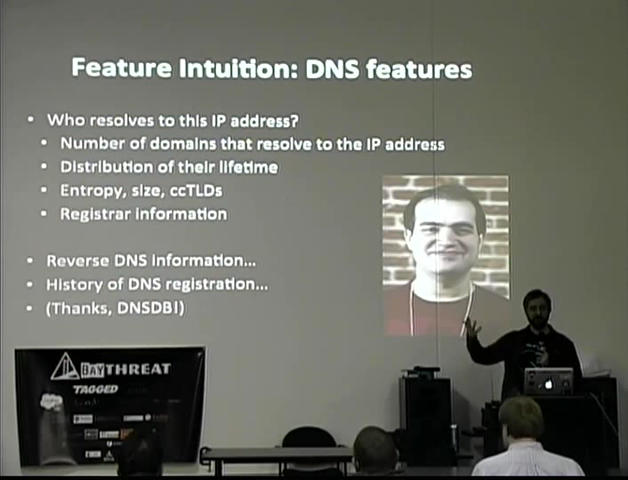 Feature Intuition: DNS features
• Who resolves to this IP address?
• Number of domains that resolve to the IP address
• Distribution of their lifetime
• Entropy, size, ccTLDs
• Registrar information
• Reverse DNS information...
• History of DNS registration...
• (Thanks, DNSDB!)
BAYTHREAT
TAGGED